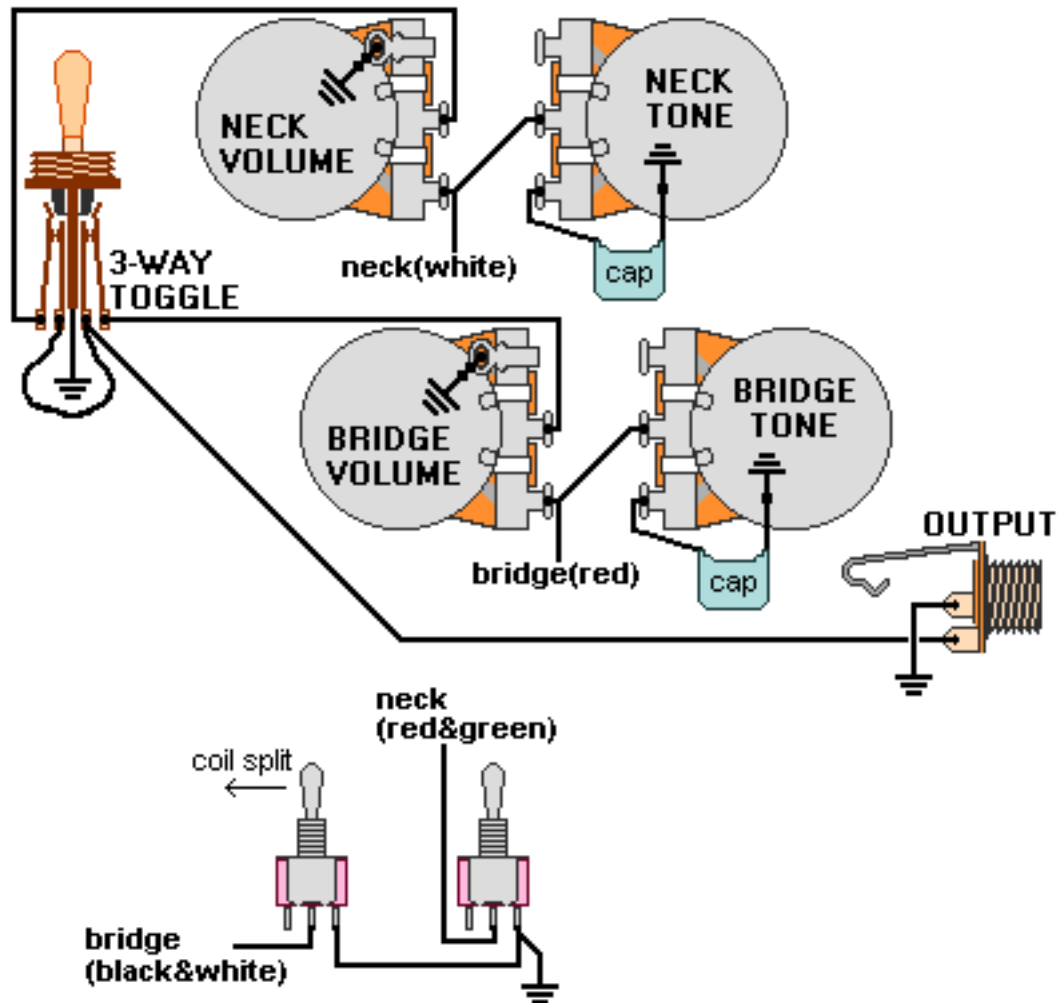 NECK
VOLUME
NECK
TONE
neck(white)
cap
3-WAY
TOGGLE
BRIDGE
VOLUME
BRIDGE
TONE
bridge(red)
cap
OUTPUT
neck
(red&green)
coil split
bridge
(black&white)